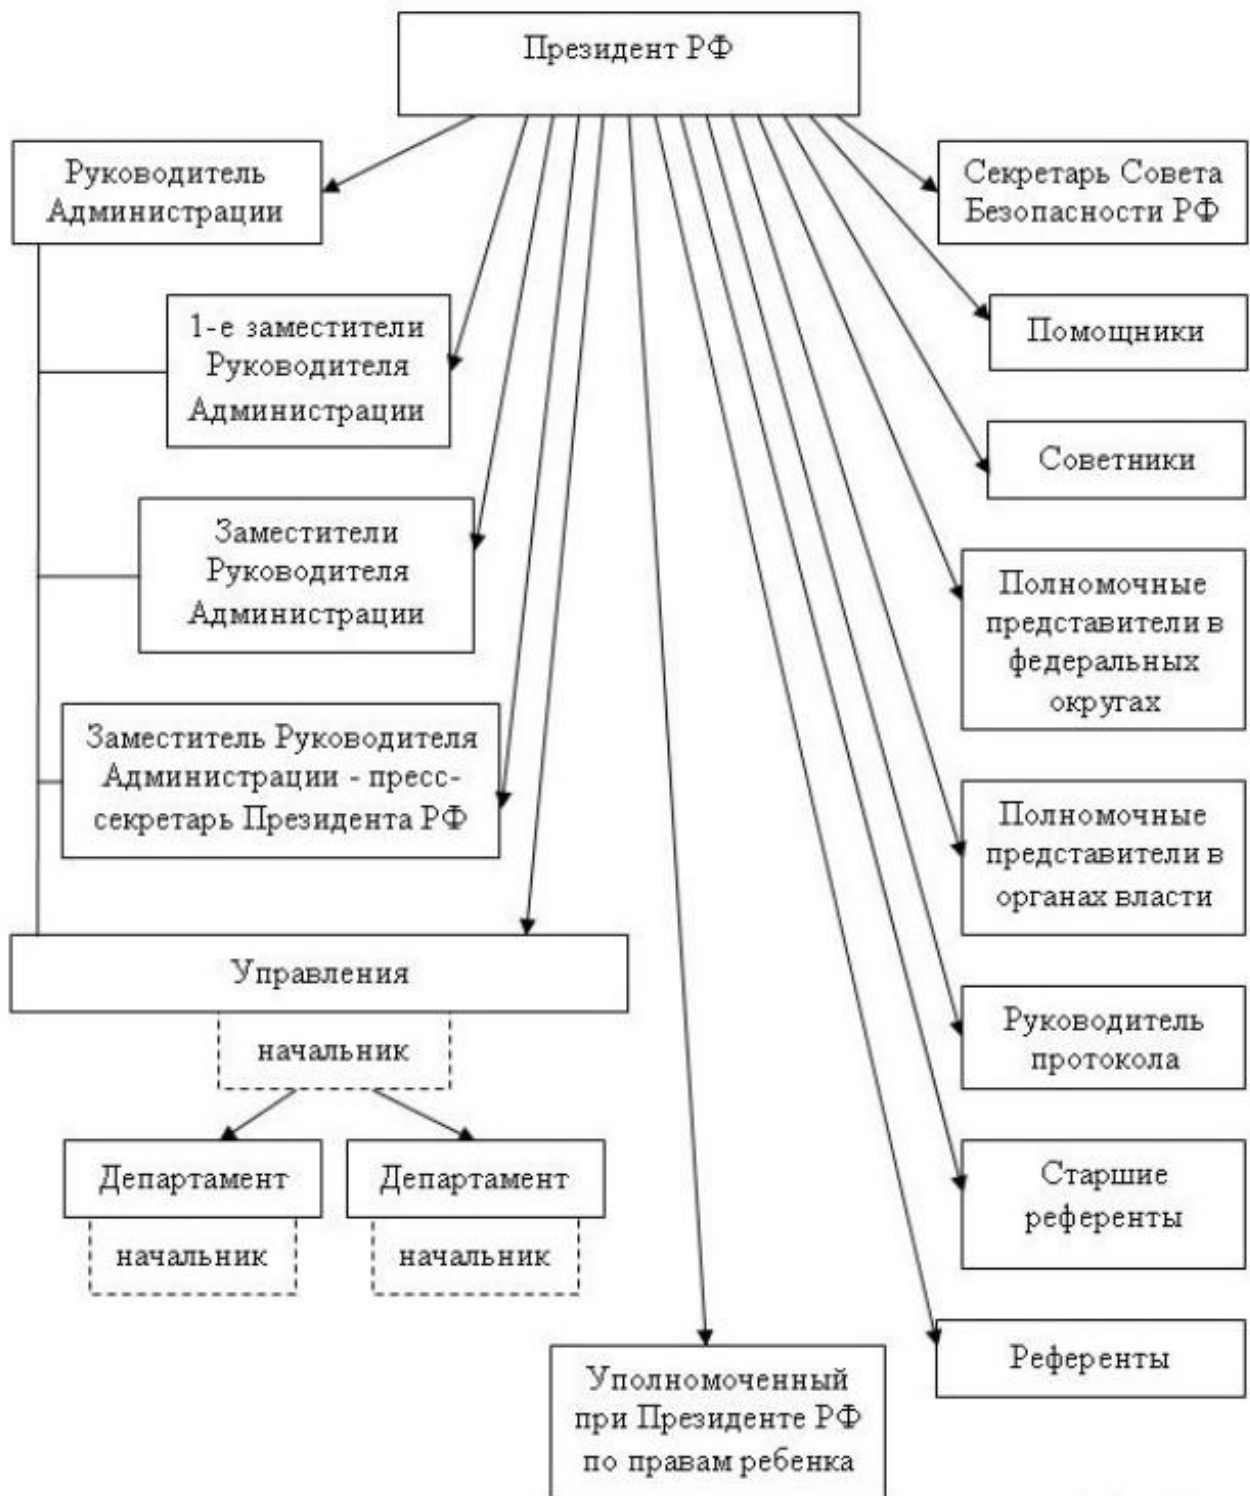 Президент РФ
Руководитель
Администрации
Секретарь Совета
Безопасности РФ
1-е заместители
Руководителя
Администрации
Помощники
Советники
Заместители
Руководителя
Администрации
Полномочные
представители в
федеральных
округах
Заместитель Руководителя
Администрации - пресс-
секретарь Президента РФ
Полномочные
представители в
органах власти
Управления
начальник
Руководитель
протокола
Департамент
начальник
Департамент
начальник
Старшие
референты
Референты
Уполномоченный
при Президенте РФ
по правам ребенка